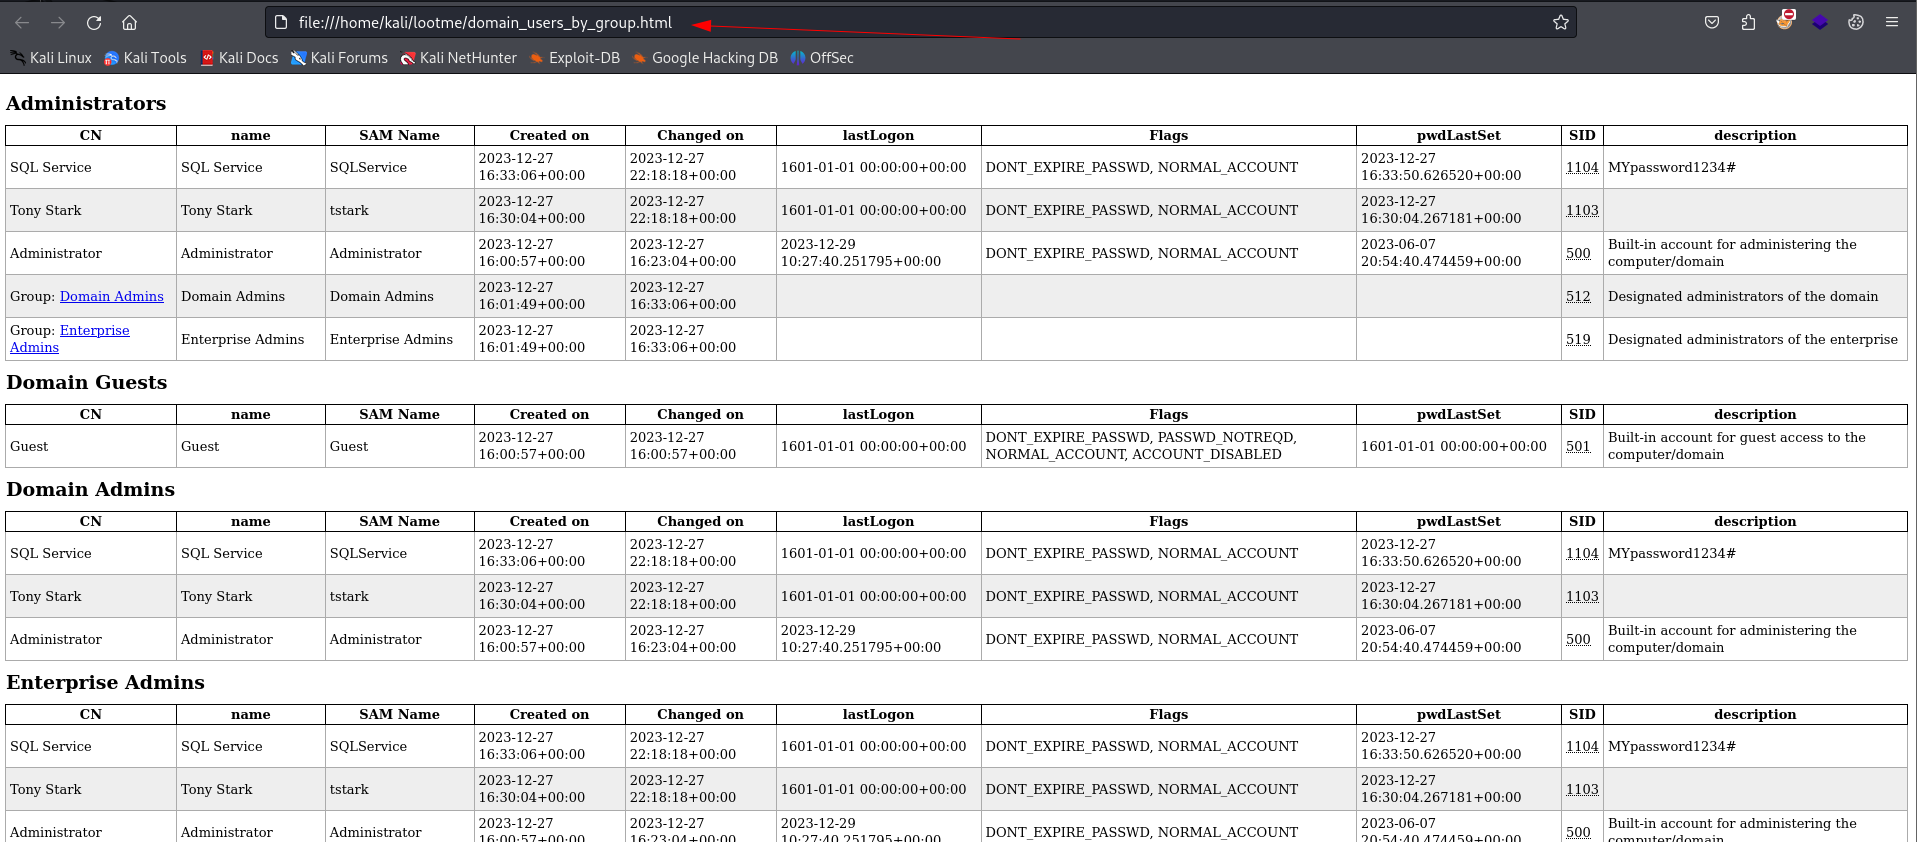 file:///home/kali/lootme/domain_users_by_group.html
Kali Linux Kali Tools Kali Docs Kali Forums Kali NetHunter Exploit-DB Google Hacking DB OffSec
Administrators
CN name SAM Name Created on Changed on lastLogon Flags pwdLastSet SID description
SQL Service SQL Service SQLService 2023-12-27 16:33:06+00:00 2023-12-27 22:18:18+00:00 1601-01-01 00:00:00+00:00 DONT_EXPIRE_PASSWD, NORMAL_ACCOUNT 2023-12-27 16:33:50.626520+00:00 1104 MYpassword1234#
Tony Stark Tony Stark tstark 2023-12-27 16:30:04+00:00 2023-12-27 22:18:18+00:00 1601-01-01 00:00:00+00:00 DONT_EXPIRE_PASSWD, NORMAL_ACCOUNT 2023-12-27 16:30:04.267181+00:00 1103
Administrator Administrator Administrator 2023-12-27 16:00:57+00:00 2023-12-27 16:23:04+00:00 2023-12-29 10:27:40.251795+00:00 DONT_EXPIRE_PASSWD, NORMAL_ACCOUNT 2023-06-07 20:54:40.474459+00:00 500 Built-in account for administering the computer/domain
Group: Domain Admins Domain Admins Domain Admins 2023-12-27 16:01:49+00:00 2023-12-27 16:33:06+00:00 512 Designated administrators of the domain
Group: Enterprise Admins Enterprise Admins Enterprise Admins 2023-12-27 16:01:49+00:00 2023-12-27 16:33:06+00:00 519 Designated administrators of the enterprise
Domain Guests
CN name SAM Name Created on Changed on lastLogon Flags pwdLastSet SID description
Guest Guest Guest 2023-12-27 16:00:57+00:00 2023-12-27 16:00:57+00:00 1601-01-01 00:00:00+00:00 DONT_EXPIRE_PASSWD, PASSWD_NOTREQD, NORMAL_ACCOUNT, ACCOUNT_DISABLED 1601-01-01 00:00:00+00:00 501 Built-in account for guest access to the computer/domain
Domain Admins
CN name SAM Name Created on Changed on lastLogon Flags pwdLastSet SID description
SQL Service SQL Service SQLService 2023-12-27 16:33:06+00:00 2023-12-27 22:18:18+00:00 1601-01-01 00:00:00+00:00 DONT_EXPIRE_PASSWD, NORMAL_ACCOUNT 2023-12-27 16:33:50.626520+00:00 1104 MYpassword1234#
Tony Stark Tony Stark tstark 2023-12-27 16:30:04+00:00 2023-12-27 22:18:18+00:00 1601-01-01 00:00:00+00:00 DONT_EXPIRE_PASSWD, NORMAL_ACCOUNT 2023-12-27 16:30:04.267181+00:00 1103
Administrator Administrator Administrator 2023-12-27 16:00:57+00:00 2023-12-27 16:23:04+00:00 2023-12-29 10:27:40.251795+00:00 DONT_EXPIRE_PASSWD, NORMAL_ACCOUNT 2023-06-07 20:54:40.474459+00:00 500 Built-in account for administering the computer/domain
Enterprise Admins
CN name SAM Name Created on Changed on lastLogon Flags pwdLastSet SID description
SQL Service SQL Service SQLService 2023-12-27 16:33:06+00:00 2023-12-27 22:18:18+00:00 1601-01-01 00:00:00+00:00 DONT_EXPIRE_PASSWD, NORMAL_ACCOUNT 2023-12-27 16:33:50.626520+00:00 1104 MYpassword1234#
Tony Stark Tony Stark tstark 2023-12-27 16:30:04+00:00 2023-12-27 22:18:18+00:00 1601-01-01 00:00:00+00:00 DONT_EXPIRE_PASSWD, NORMAL_ACCOUNT 2023-12-27 16:30:04.267181+00:00 1103
Administrator Administrator Administrator 2023-12-27 16:00:57+00:00 2023-12-27 16:23:04+00:00 2023-12-29 10:27:40.251795+00:00 DONT_EXPIRE_PASSWD, NORMAL_ACCOUNT 2023-06-07 20:54:40.474459+00:00 500 Built-in account for administering the computer/domain